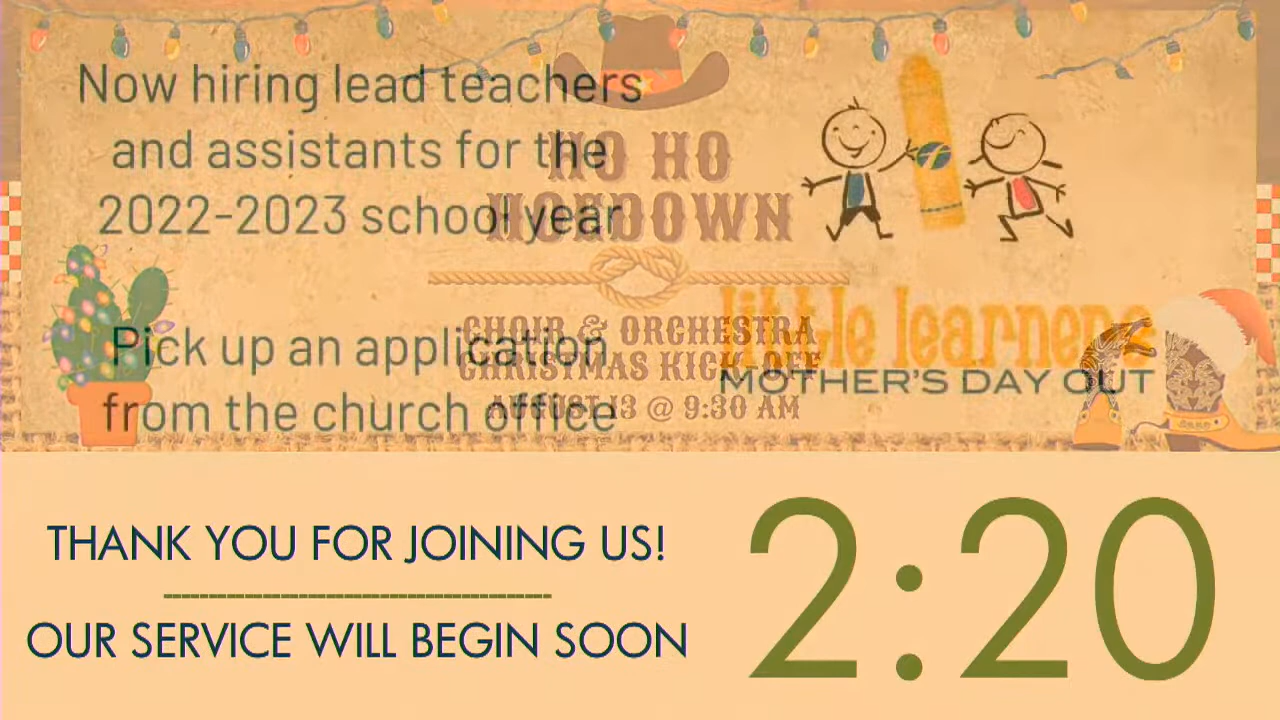 Now hiring lead teachers
and assistants for the
2022-2023 school year
Pick up an application
from the church office
HO HO
HOEDOWN
CHOIR & ORCHESTRA
CHRISTMAS KICK-OFF
AUGUST 13 @ 9:30 AM
little learners
MOTHER'S DAY OUT
THANK YOU FOR JOINING US!
OUR SERVICE WILL BEGIN SOON
2:20